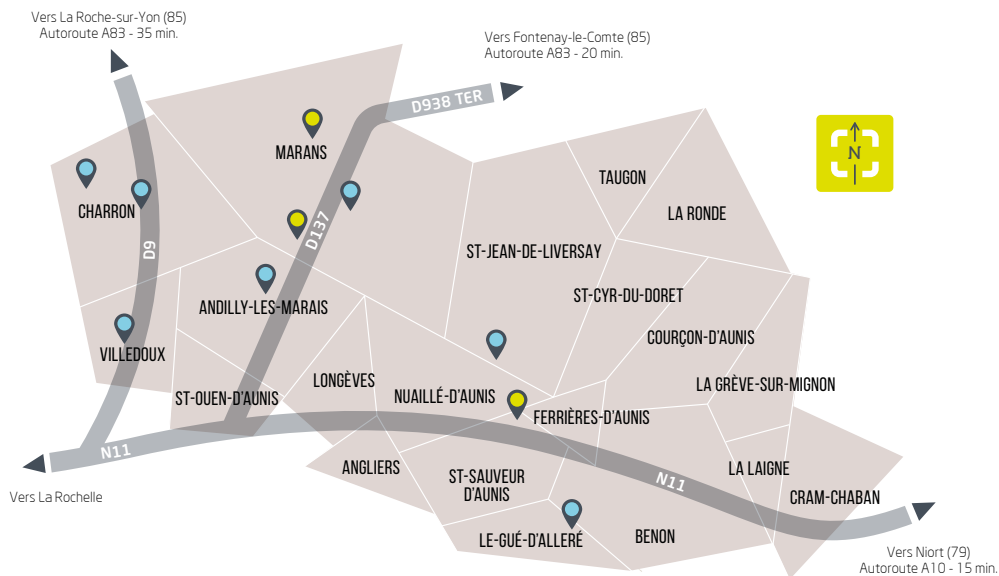 Vers La Roche-sur-Yon (85)
Autoroute A83 - 35 min.
Vers Fontenay-le-Comte (85)
Autoroute A83 - 20 min.
D938 TER
MARANS
N
TAUGON
CHARRON
LA RONDE
D9
D137
ST-JEAN-DE-LIVERSAY
ANDILLY-LES-MARAIS
ST-CYR-DU-DORET
COURÇON-D'AUNIS
VILLEDOUX
LONGÈVES
LA GRÈVE-SUR-MIGNON
ST-OUEN-D'AUNIS
NUAILLÉ-D'AUNIS
FERRIÈRES-D'AUNIS
N11
ANGLIERS
ST-SAUVEUR
D'AUNIS
N11
LA LAIGNE
CRAM-CHABAN
Vers La Rochelle
LE-GUÉ-D'ALLERÉ
BENON
Vers Niort (79)
Autoroute A10 - 15 min.